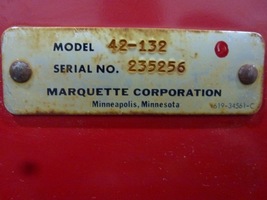 MODEL 42-132
SERIAL NO. 235256
MARQUETTE CORPORATION
Minneapolis, Minnesota